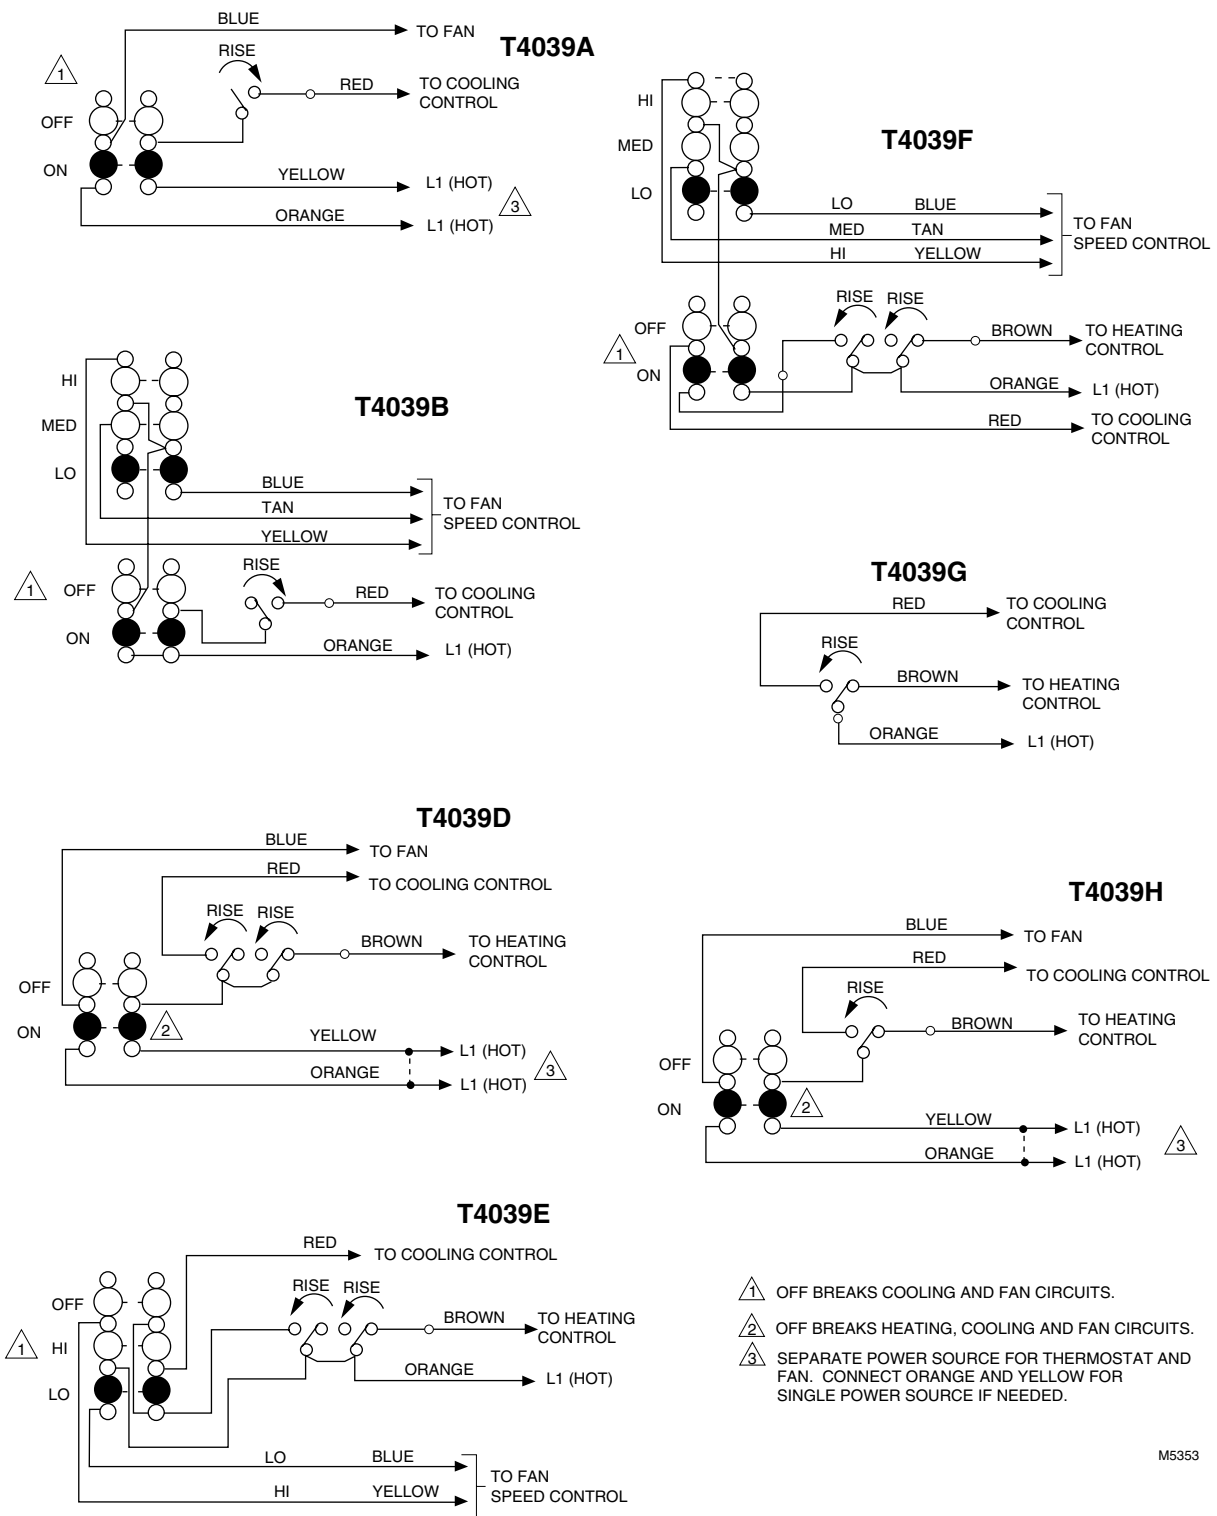 T4039A
BLUE
TO FAN
RISE
1
RED
TO COOLING
CONTROL
OFF
ON
YELLOW
L1 (HOT)
3
ORANGE
L1 (HOT)
T4039F
HI
MED
LO
LO BLUE
MED TAN
HI YELLOW
TO FAN
SPEED CONTROL
RISE RISE
OFF
1
ON
BROWN
TO HEATING
CONTROL
ORANGE
L1 (HOT)
RED
TO COOLING
CONTROL
T4039B
HI
MED
LO
BLUE
TAN
YELLOW
TO FAN
SPEED CONTROL
RISE
1
OFF
ON
RED
TO COOLING
CONTROL
ORANGE
L1 (HOT)
T4039G
RED
TO COOLING
CONTROL
RISE
BROWN
TO HEATING
CONTROL
ORANGE
L1 (HOT)
T4039D
BLUE
TO FAN
RED
TO COOLING CONTROL
RISE RISE
BROWN
TO HEATING
CONTROL
OFF
ON
2
YELLOW
L1 (HOT)
3
ORANGE
L1 (HOT)
T4039H
BLUE
TO FAN
RED
TO COOLING CONTROL
RISE
BROWN
TO HEATING
CONTROL
OFF
ON
2
YELLOW
L1 (HOT)
3
ORANGE
L1 (HOT)
T4039E
RED
TO COOLING CONTROL
RISE RISE
OFF
1
HI
LO
BROWN
TO HEATING
CONTROL
ORANGE
L1 (HOT)
LO BLUE
HI YELLOW
TO FAN
SPEED CONTROL
1 OFF BREAKS COOLING AND FAN CIRCUITS.
2 OFF BREAKS HEATING, COOLING AND FAN CIRCUITS.
3 SEPARATE POWER SOURCE FOR THERMOSTAT AND
FAN. CONNECT ORANGE AND YELLOW FOR
SINGLE POWER SOURCE IF NEEDED.
M5353